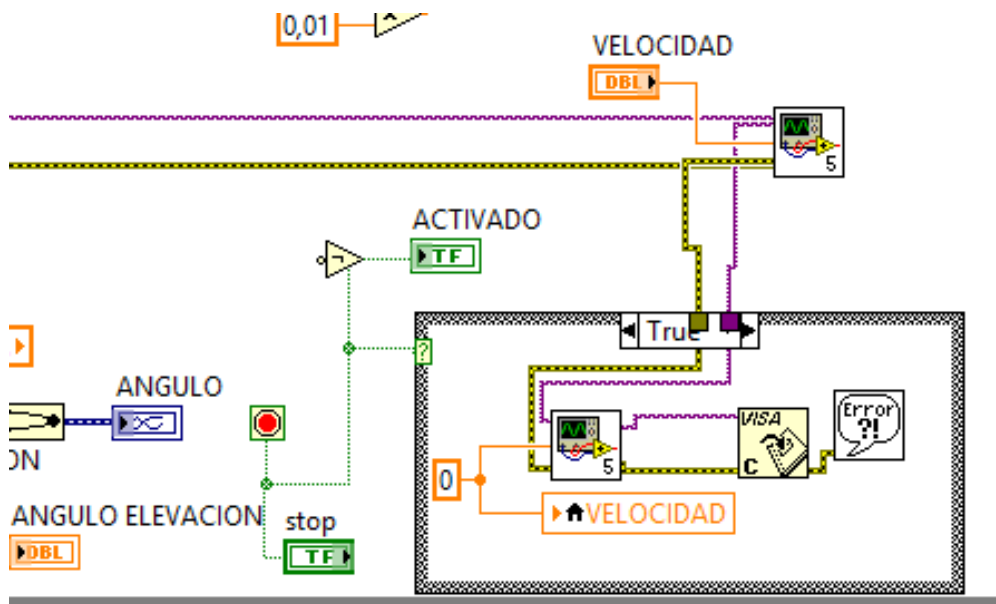 0,01
VELOCIDAD
DBL
5
ACTIVADO
TF
True
?
ANGULO
ON
ANGULO ELEVACION
DBL
stop
TF
5
VISA
C
Error
?!
0
VELOCIDAD